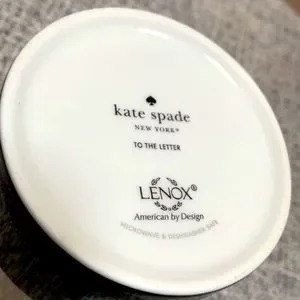 kate spade
NEW YORK®
TO THE LETTER
LENOX®
American by Design
MICROWAVE & DISHWASHER SAFE